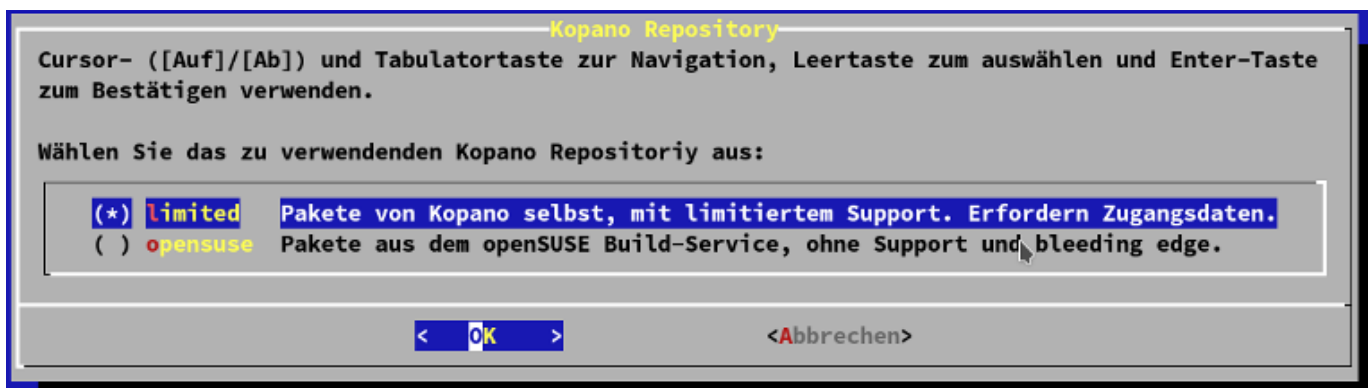 Kopano Repository
Cursor- ([Auf]/[Ab]) und Tabulatortaste zur Navigation, Leertaste zum auswählen und Enter-Taste
zum Bestätigen verwenden.
Wählen Sie das zu verwendenden Kopano Repositoriy aus:
(*) limited Pakete von Kopano selbst, mit limitiertem Support. Erfordern Zugangsdaten.
( ) opensuse Pakete aus dem openSUSE Build-Service, ohne Support und bleeding edge.
< OK > <Abbrechen>